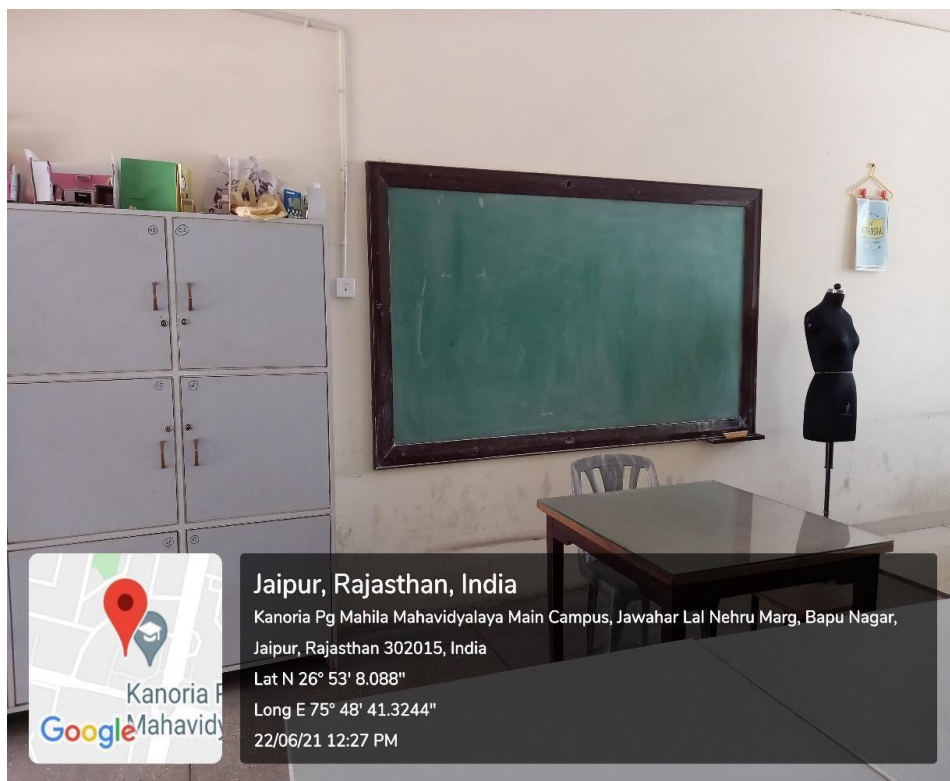 Jaipur, Rajasthan, India
Kanoria Pg Mahila Mahavidyalaya Main Campus, Jawahar Lal Nehru Marg, Bapu Nagar,
Jaipur, Rajasthan 302015, India
Lat N 26° 53' 8.088"
Long E 75° 48' 41.3244"
22/06/21 12:27 PM
Kanoria P
Mahavidy
Google